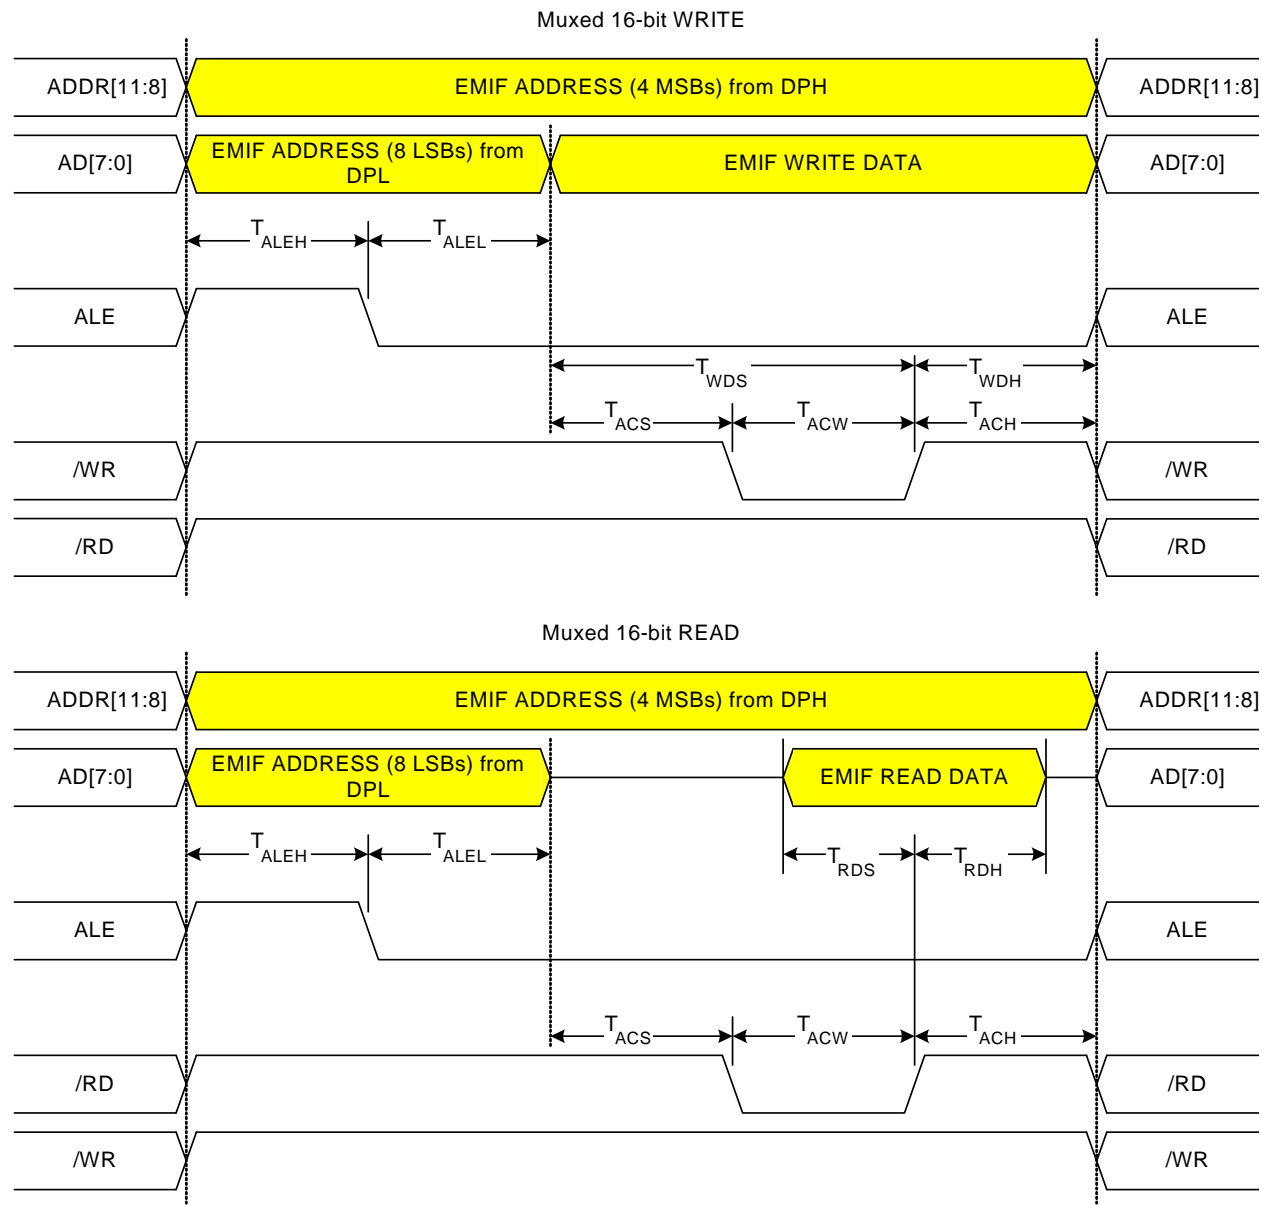 Muxed 16-bit WRITE
ADDR[11:8] EMIF ADDRESS (4 MSBs) from DPH ADDR[11:8]
AD[7:0] EMIF ADDRESS (8 LSBs) from DPL EMIF WRITE DATA AD[7:0]
TALEH TALEL
ALE ALE
TWDS TWDH
TACS TACW TACH
/WR /WR
/RD /RD
Muxed 16-bit READ
ADDR[11:8] EMIF ADDRESS (4 MSBs) from DPH ADDR[11:8]
AD[7:0] EMIF ADDRESS (8 LSBs) from DPL EMIF READ DATA AD[7:0]
TALEH TALEL TRDS TRDH
ALE ALE
TACS TACW TACH
/RD /RD
/WR /WR